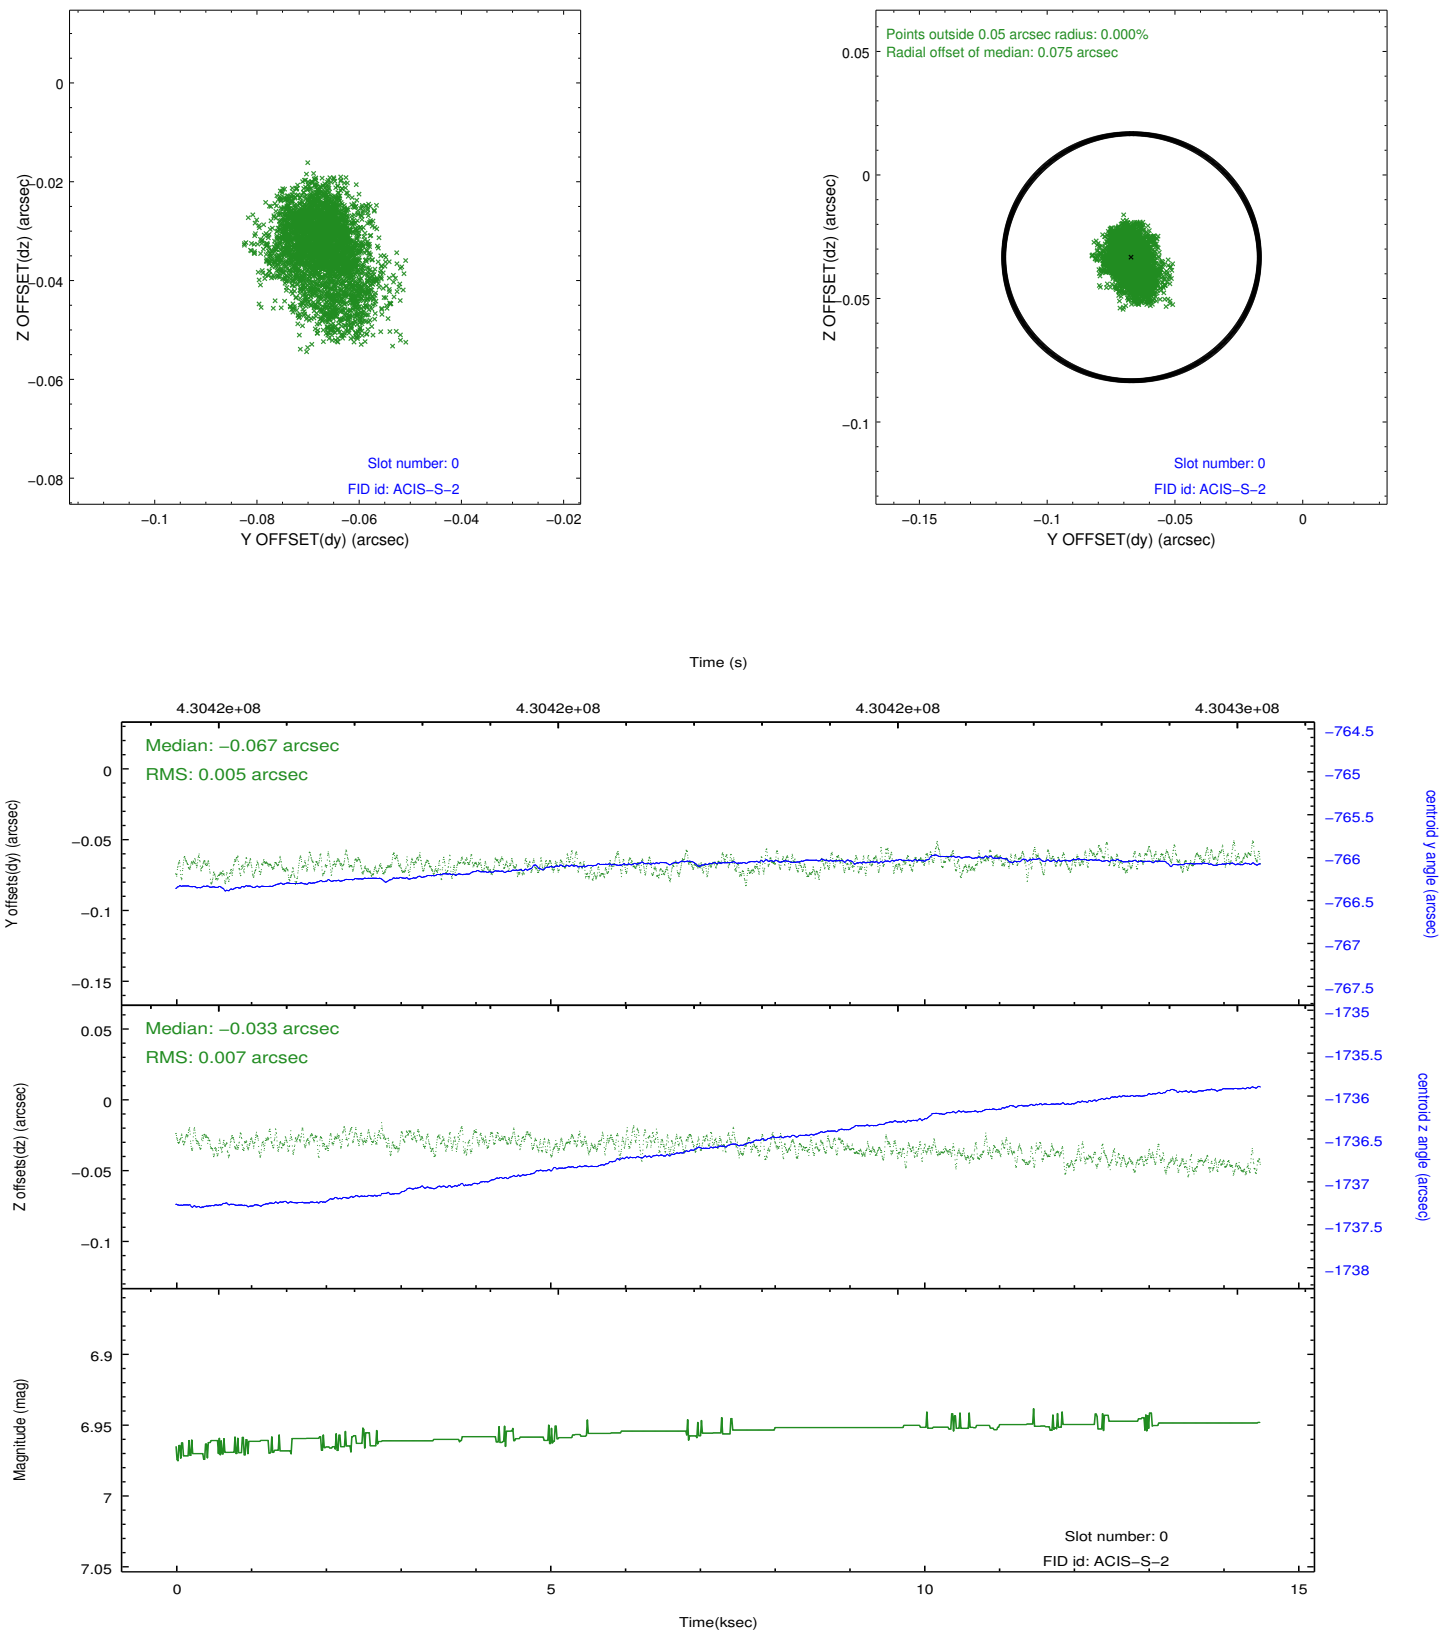 0
−0.02
−0.04
−0.06
−0.08
Z OFFSET(dz) (arcsec)
Slot number: 0
FID id: ACIS−S−2
−0.1
−0.08
−0.06
−0.04
−0.02
Y OFFSET(dy) (arcsec)
Points outside 0.05 arcsec radius: 0.000%
Radial offset of median: 0.075 arcsec
0.05
0
−0.05
−0.1
Z OFFSET(dz) (arcsec)
Slot number: 0
FID id: ACIS−S−2
−0.15
−0.1
−0.05
0
Y OFFSET(dy) (arcsec)
Time (s)
4.3042e+08
4.3042e+08
4.3042e+08
4.3043e+08
Median: −0.067 arcsec
RMS: 0.005 arcsec
0
−0.05
−0.1
−0.15
Y offsets(dy) (arcsec)
−764.5
−765
−765.5
−766
−766.5
−767
−767.5
centroid y angle (arcsec)
Median: −0.033 arcsec
RMS: 0.007 arcsec
0.05
0
−0.05
−0.1
Z offsets(dz) (arcsec)
−1735
−1735.5
−1736
−1736.5
−1737
−1737.5
−1738
centroid z angle (arcsec)
6.9
6.95
7
7.05
Magnitude (mag)
Slot number: 0
FID id: ACIS−S−2
0
5
10
15
Time(ksec)